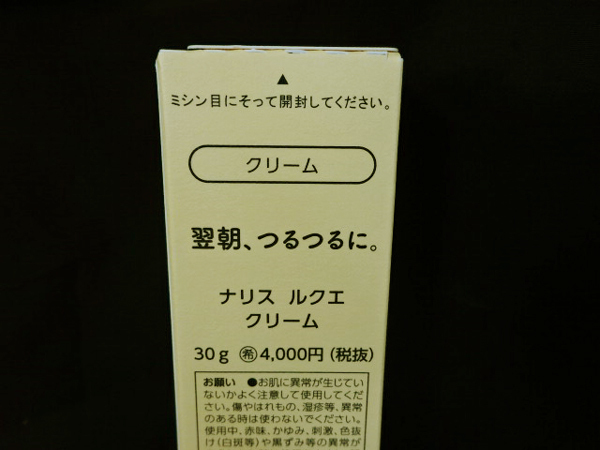 ▲
ミシン目にそって開封してください。
クリーム
翌朝、つるつるに。
ナリス ルクエ
クリーム
30g ㊭4,000円(税抜)
お願い ●お肌に異常が生じてい
ないかよく注意して使用してくだ
さい。傷やはれもの、湿疹等、異常
のある時は使わないでください。
使用中、赤味、かゆみ、刺激、色抜
け(白斑等)や黒ずみ等の異常が